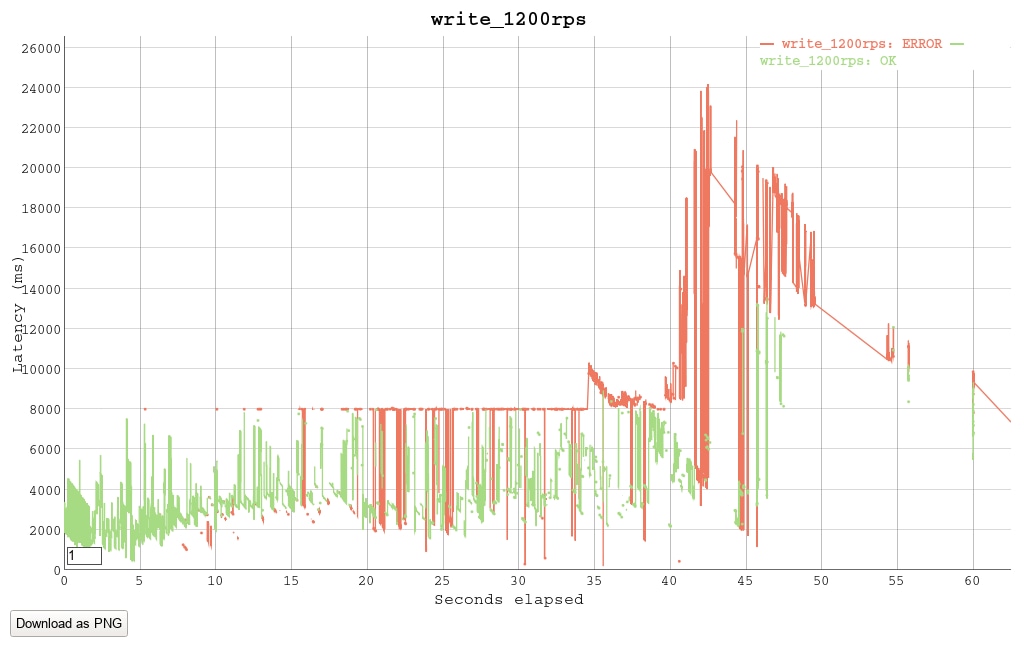 write_1200rps
write_1200rps: ERROR
write_1200rps: OK
26000
24000
22000
20000
18000
16000
14000
12000
10000
8000
6000
4000
2000
0
Latency (ms)
1
0 5 10 15 20 25 30 35 40 45 50 55 60
Seconds elapsed
Download as PNG